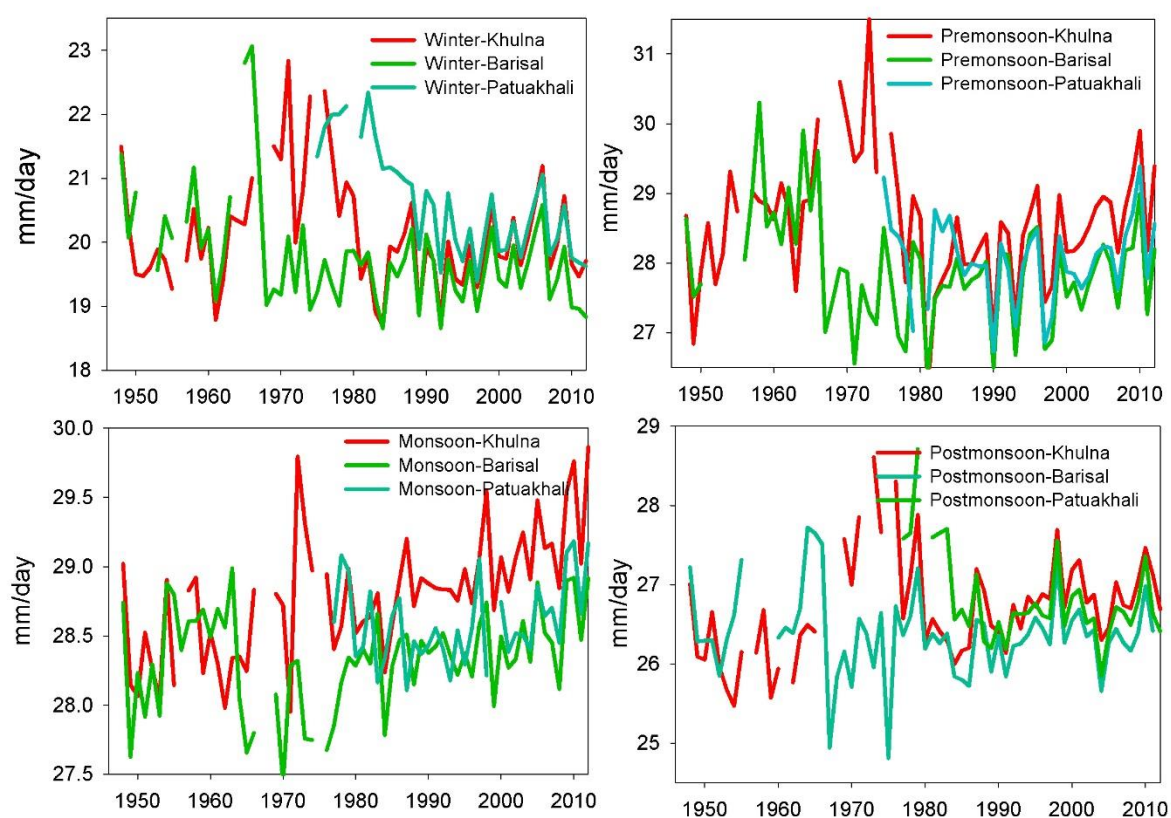 23
22
21
20
19
18
mm/day
Winter-Khulna
Winter-Barisal
Winter-Patuakhali
1950 1960 1970 1980 1990 2000 2010
31
30
29
28
27
mm/day
Premonsoon-Khulna
Premonsoon-Barisal
Premonsoon-Patuakhali
1950 1960 1970 1980 1990 2000 2010
30.0
29.5
29.0
28.5
28.0
27.5
mm/day
Monsoon-Khulna
Monsoon-Barisal
Monsoon-Patuakhali
1950 1960 1970 1980 1990 2000 2010
29
28
27
26
25
mm/day
Postmonsoon-Khulna
Postmonsoon-Barisal
Postmonsoon-Patuakhali
1950 1960 1970 1980 1990 2000 2010